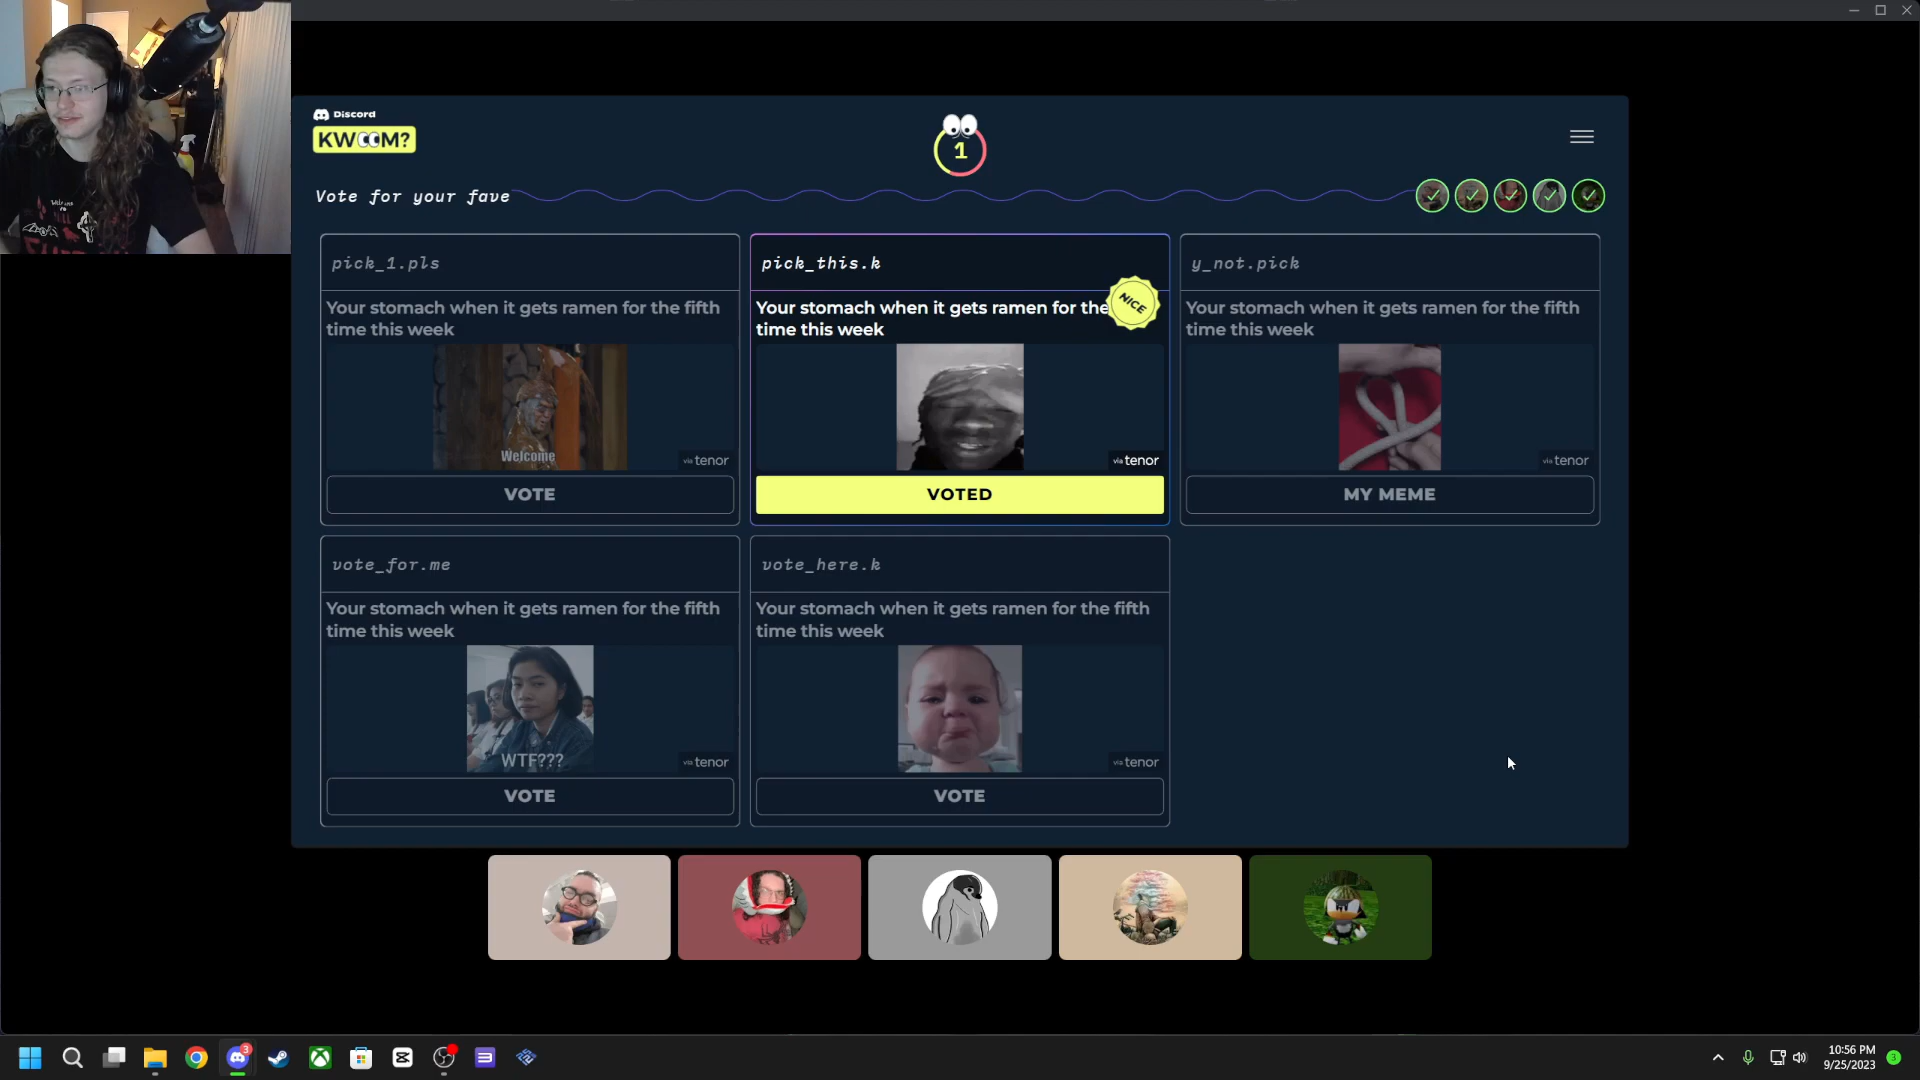 Discord
KWOOM?
1
Vote for your fave
pick_1.pls
Your stomach when it gets ramen for the fifth
time this week
Welcome
via tenor
VOTE
pick_this.k
Your stomach when it gets ramen for the
time this week
NICE
via tenor
VOTED
y_not.pick
Your stomach when it gets ramen for the fifth
time this week
via tenor
MY MEME
vote_for.me
Your stomach when it gets ramen for the fifth
time this week
WTF???
via tenor
VOTE
vote_here.k
Your stomach when it gets ramen for the fifth
time this week
via tenor
VOTE
3
10:56 PM
9/25/2023
3